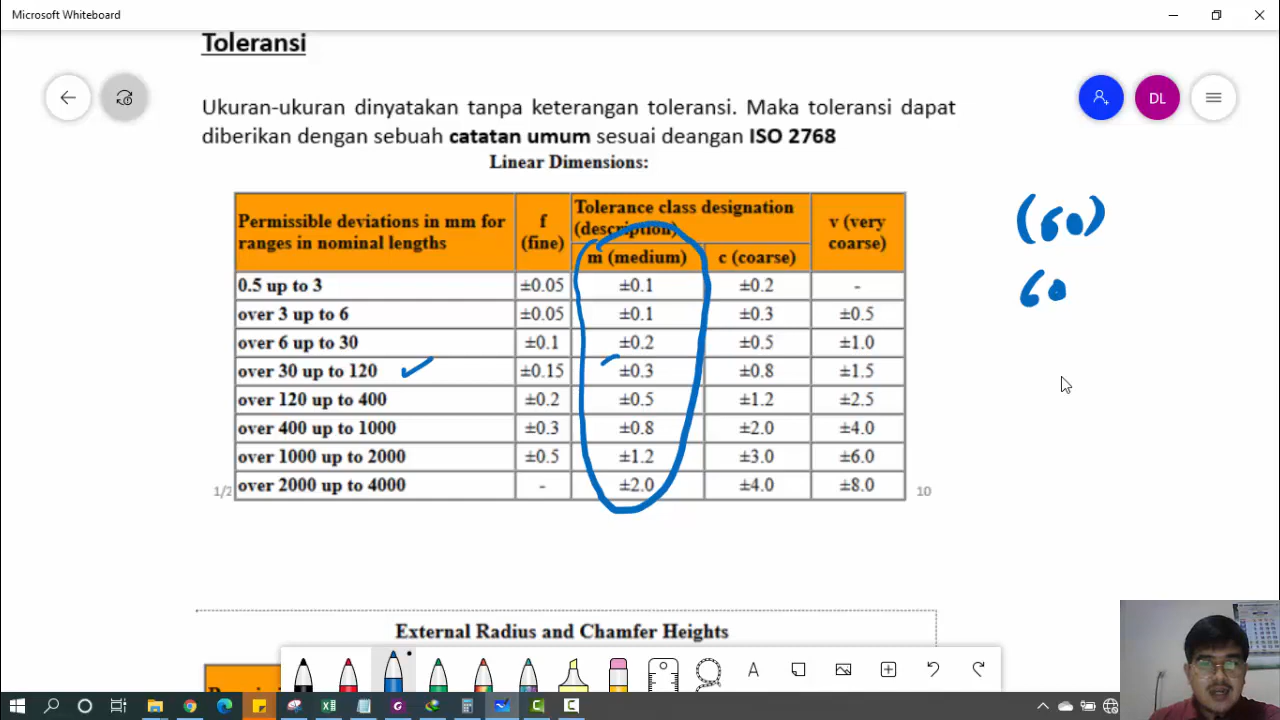 Microsoft Whiteboard
Toleransi
DL
Ukuran-ukuran dinyatakan tanpa keterangan toleransi. Maka toleransi dapat
diberikan dengan sebuah catatan umum sesuai deangan ISO 2768
Linear Dimensions:
Permissible deviations in mm for ranges in nominal lengths
f (fine)
Tolerance class designation (description)
m (medium)
c (coarse)
v (very coarse)
0.5 up to 3 ±0.05 ±0.1 ±0.2 -
over 3 up to 6 ±0.05 ±0.1 ±0.3 ±0.5
over 6 up to 30 ±0.1 ±0.2 ±0.5 ±1.0
over 30 up to 120 ±0.15 ±0.3 ±0.8 ±1.5
over 120 up to 400 ±0.2 ±0.5 ±1.2 ±2.5
over 400 up to 1000 ±0.3 ±0.8 ±2.0 ±4.0
over 1000 up to 2000 ±0.5 ±1.2 ±3.0 ±6.0
over 2000 up to 4000 - ±2.0 ±4.0 ±8.0
1/2
10
(60)
60
External Radius and Chamfer Heights
A